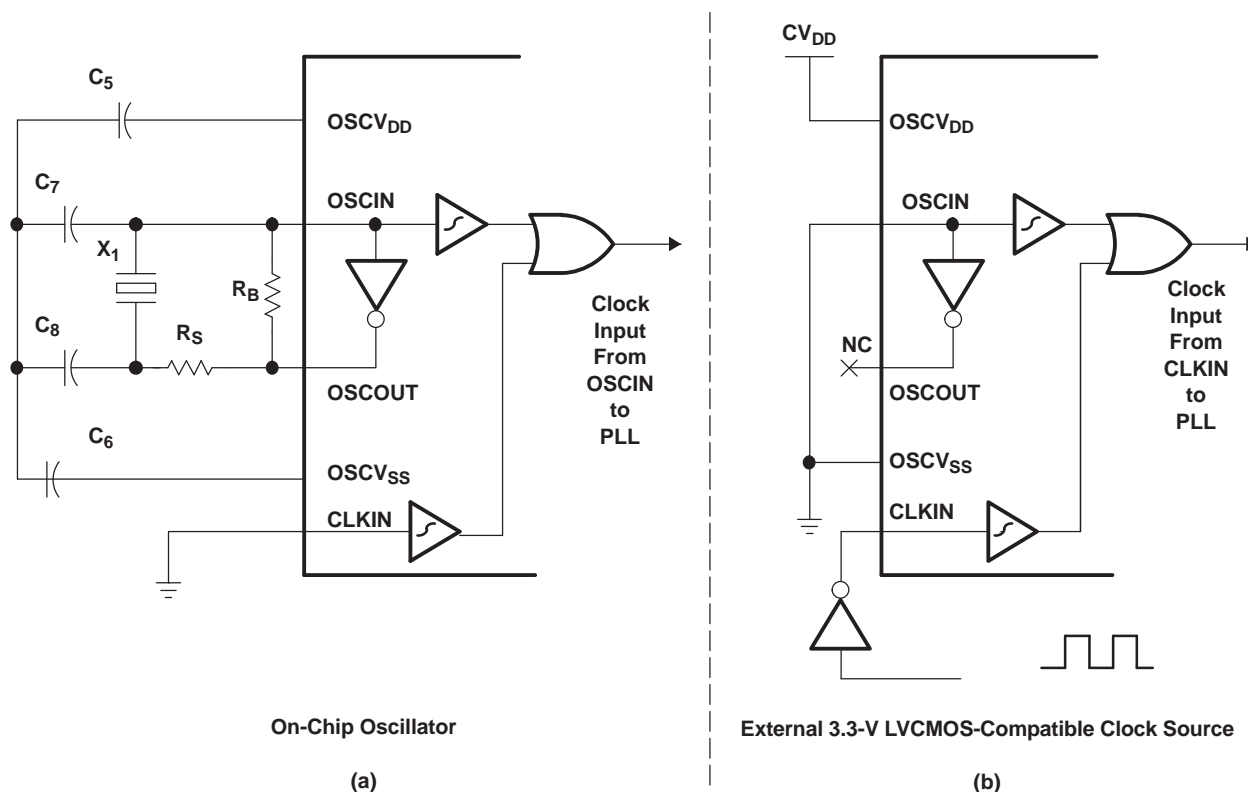 C5
OSCVDD
C7
OSCIN
X1
RB
C8
RS
OSCOUT
C6
OSCVSS
CLKIN
Clock
Input
From
OSCIN
to
PLL
On-Chip Oscillator
(a)
CVDD
OSCVDD
OSCIN
NC
OSCOUT
OSCVSS
CLKIN
Clock
Input
From
CLKIN
to
PLL
External 3.3-V LVCMOS-Compatible Clock Source
(b)